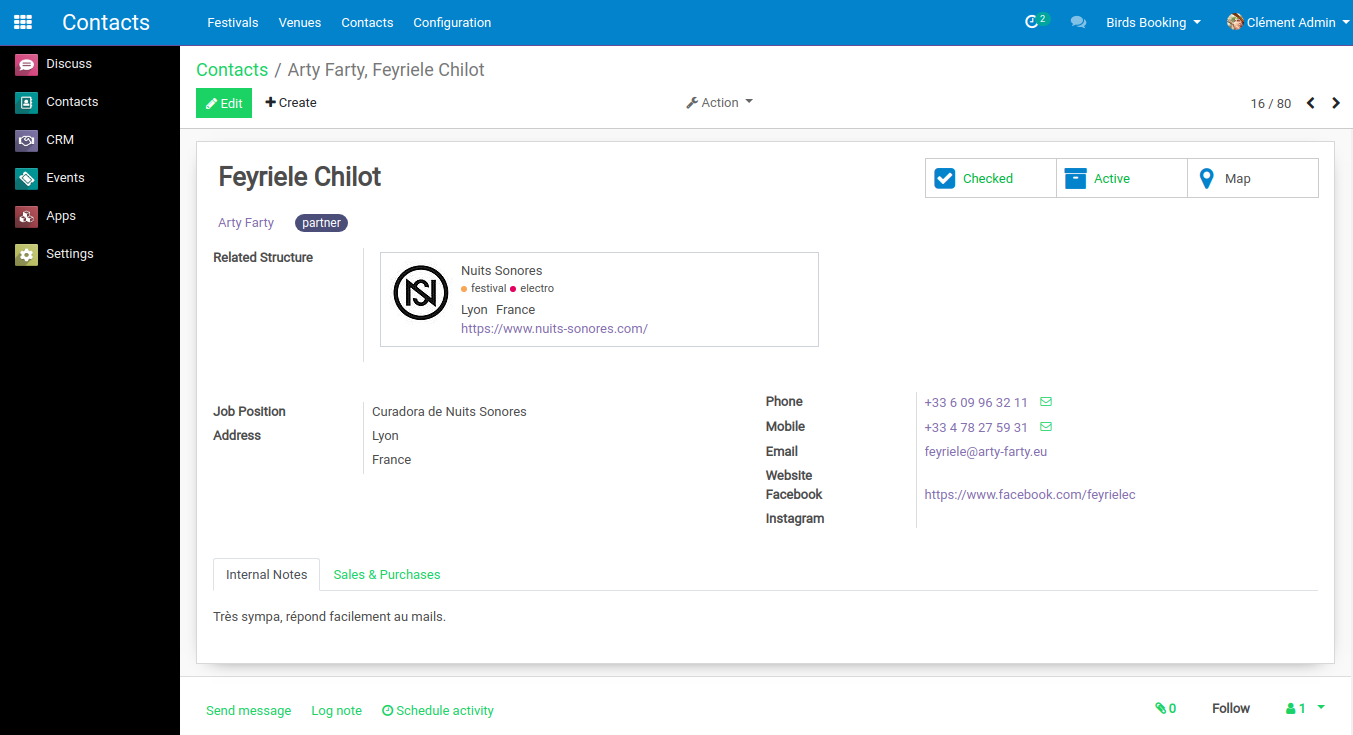 Contacts Festivals Venues Contacts Configuration 2 Birds Booking Clément Admin
Discuss
Contacts
CRM
Events
Apps
Settings
Contacts / Arty Farty, Feyriele Chilot
Edit Create Action 16 / 80
Feyriele Chilot
Checked Active Map
Arty Farty partner
Related Structure
Nuits Sonores
festival electro
Lyon France
https://www.nuits-sonores.com/
Job Position Curadora de Nuits Sonores
Address Lyon
France
Phone +33 6 09 96 32 11
Mobile +33 4 78 27 59 31
Email feyriele@arty-farty.eu
Website
Facebook https://www.facebook.com/feyrielec
Instagram
Internal Notes Sales & Purchases
Très sympa, répond facilement au mails.
Send message Log note Schedule activity 0 Follow 1